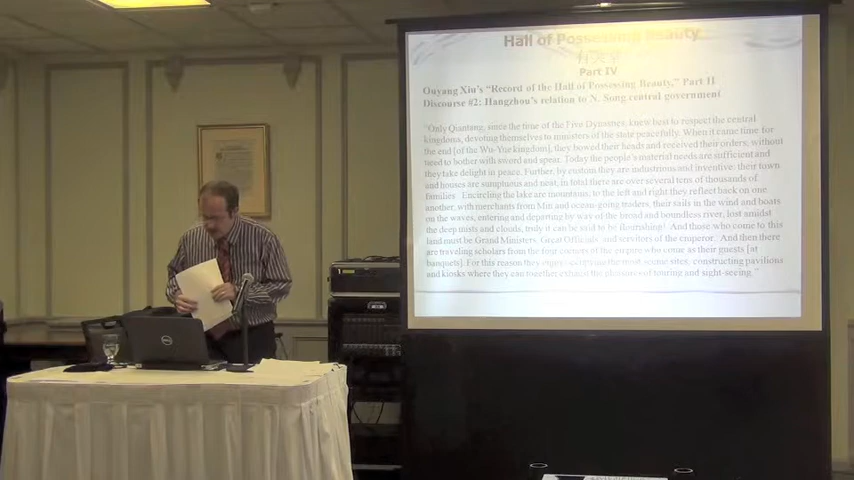 Hall of Possessing Beauty
有美堂
Part IV
Ouyang Xiu's "Record of the Hall of Possessing Beauty," Part II
Discourse #2: Hangzhou's relation to N. Song central government
"Only Qiantang, since the time of the Five Dynasties, knew best to respect the central
kingdoms, devoting themselves to ministers of the state peacefully. When it came time for
the end [of the Wu-Yue kingdom], they bowed their heads and received their orders, without
need to bother with sword and spear. Today the people's material needs are sufficient and
they take delight in peace. Further, by custom they are industrious and inventive; their town
and houses are sumptuous and neat, in total there are over several tens of thousands of
families. Encircling the lake are mountains; to the left and right they reflect back on one
another, with merchants from Min and ocean-going traders, their sails in the wind and boats
on the waves, entering and departing by way of the broad and boundless river, lost amidst
the deep mists and clouds, truly it can be said to be flourishing! And those who come to this
land must be Grand Ministers, Great Officials and servitors of the emperor. And then there
are traveling scholars from the four corners of the empire who come as their guests [at
banquets]. For this reason they enjoy occupying the most scenic sites, constructing pavilions
and kiosks where they can together exhaust the pleasures of touring and sight-seeing."
DELL